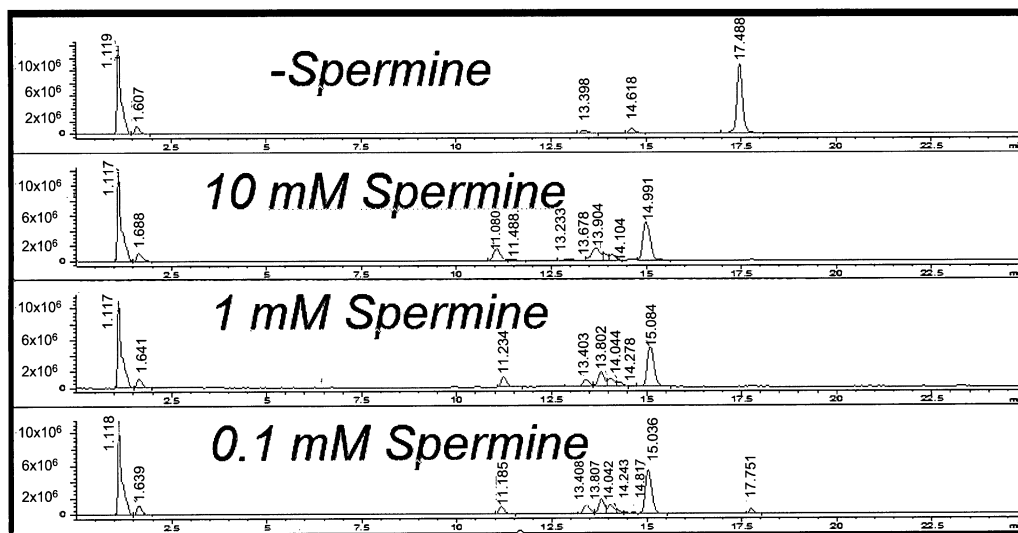 -Spermine
1.119
1.607
13.398
14.618
17.488
10x10⁶
6x10⁶
2x10⁶
0
2.5 5 7.5 10 12.5 15 17.5 20 22.5
10 mM Spermine
1.117
1.688
11.080
11.488
13.233
13.678
13.904
14.104
14.991
10x10⁶
6x10⁶
2x10⁶
0
2.5 5 7.5 10 12.5 15 17.5 20 22.5
1 mM Spermine
1.117
1.641
11.234
13.403
13.802
14.044
14.278
15.084
10x10⁶
6x10⁶
2x10⁶
0
2.5 5 7.5 10 12.5 15 17.5 20 22.5
0.1 mM Spermine
1.118
1.639
11.185
13.408
13.807
14.042
14.243
14.817
15.036
17.751
10x10⁶
6x10⁶
2x10⁶
0
2.5 5 7.5 10 12.5 15 17.5 20 22.5